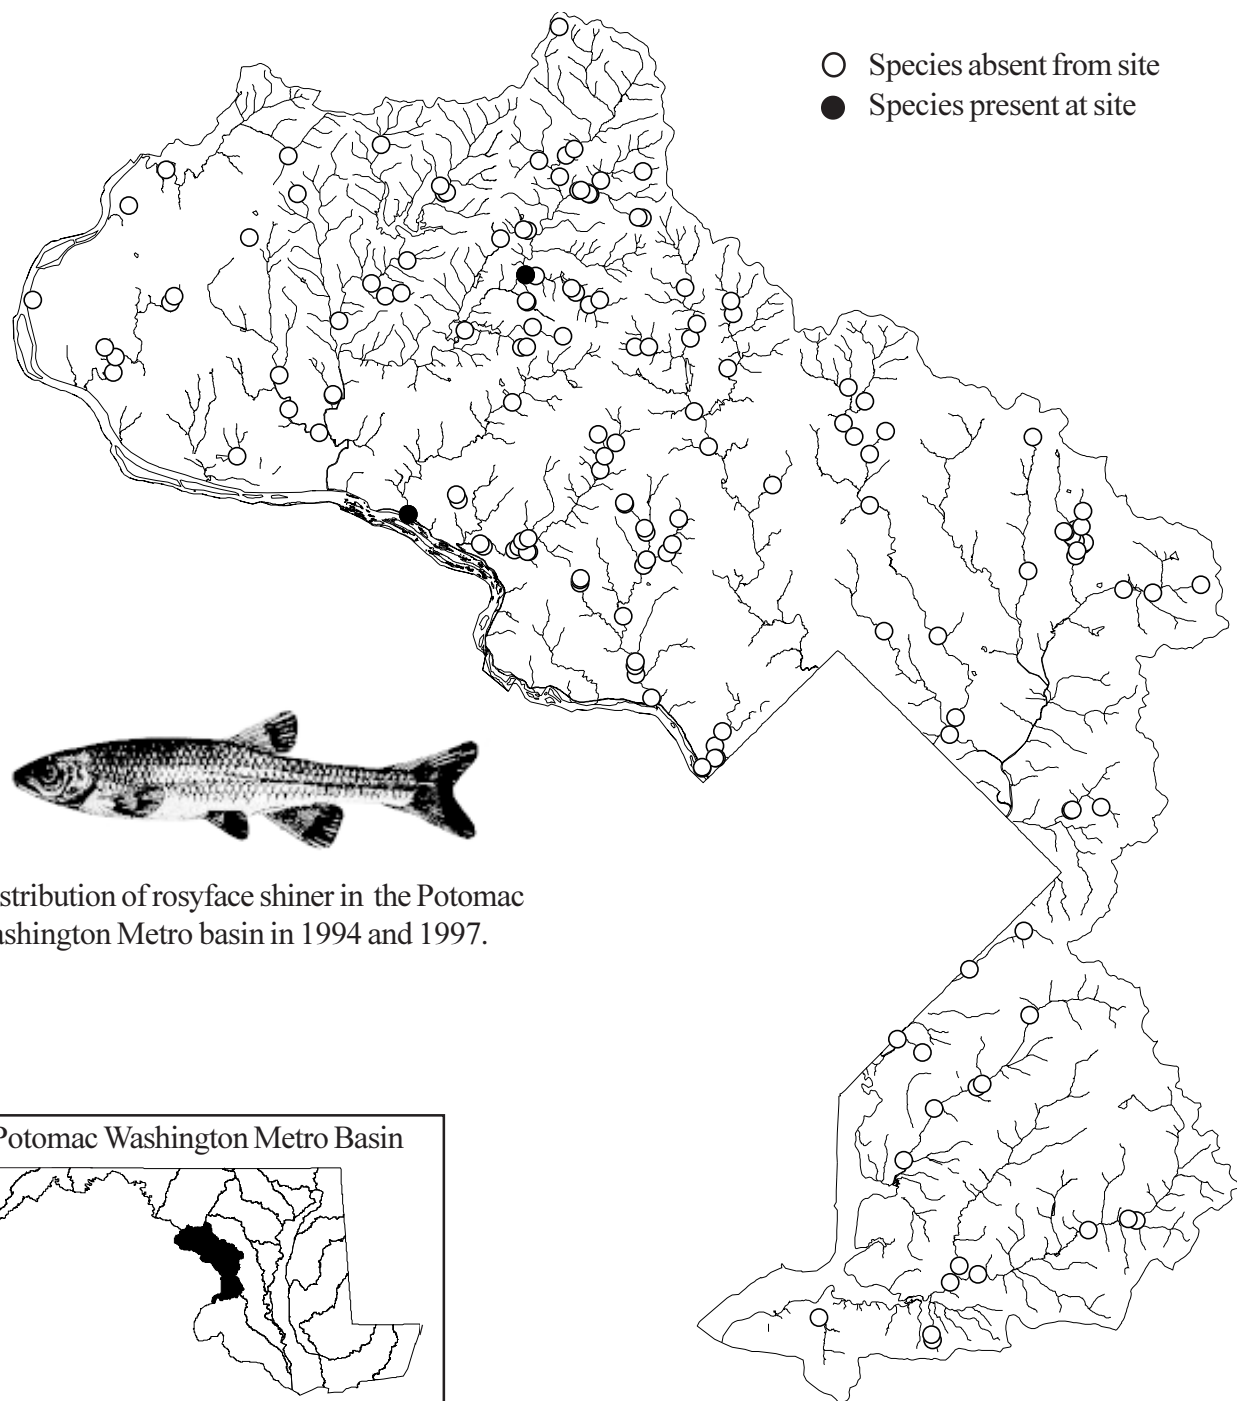 Species absent from site
Species present at site
stribution of rosyface shiner in the Potomac
ashington Metro basin in 1994 and 1997.
Potomac Washington Metro Basin